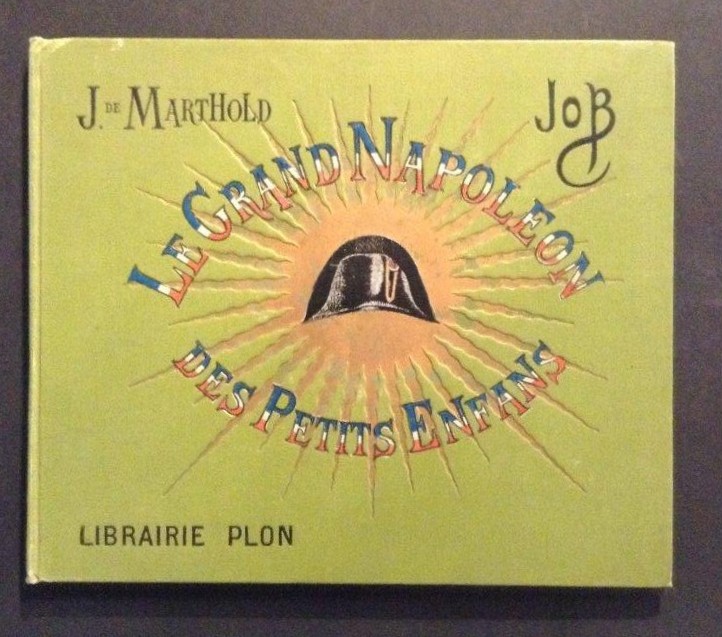 J. DE MARTHOLD
JOB
LE GRAND NAPOLEON
DES PETITS ENFANS
LIBRAIRIE PLON